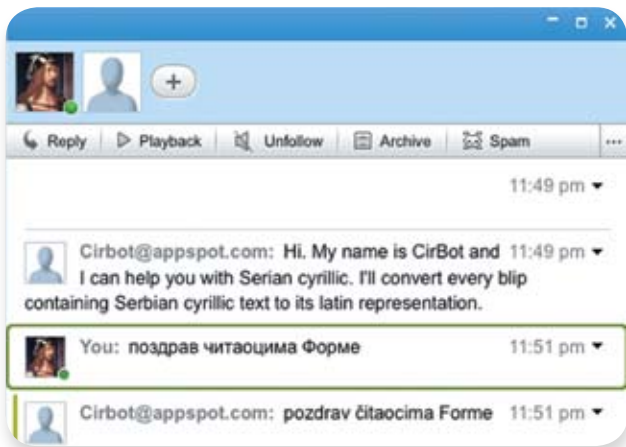 Reply Playback Unfollow Archive Spam
11:49 pm
Cirbot@appspot.com: Hi. My name is CirBot and 11:49 pm
I can help you with Serian cyrillic. I'll convert every blip
containing Serbian cyrillic text to its latin representation.
You: поздрав читаоцима Форме 11:51 pm
Cirbot@appspot.com: pozdrav čitaocima Forme 11:51 pm